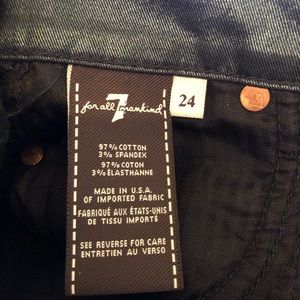 for all 7 mankind
24
97% COTTON
3% SPANDEX
97% COTON
3% ÉLASTHANNE
MADE IN U.S.A.
OF IMPORTED FABRIC
FABRIQUÉ AUX ÉTATS-UNIS
DE TISSU IMPORTÉ
SEE REVERSE FOR CARE
ENTRETIEN AU VERSO